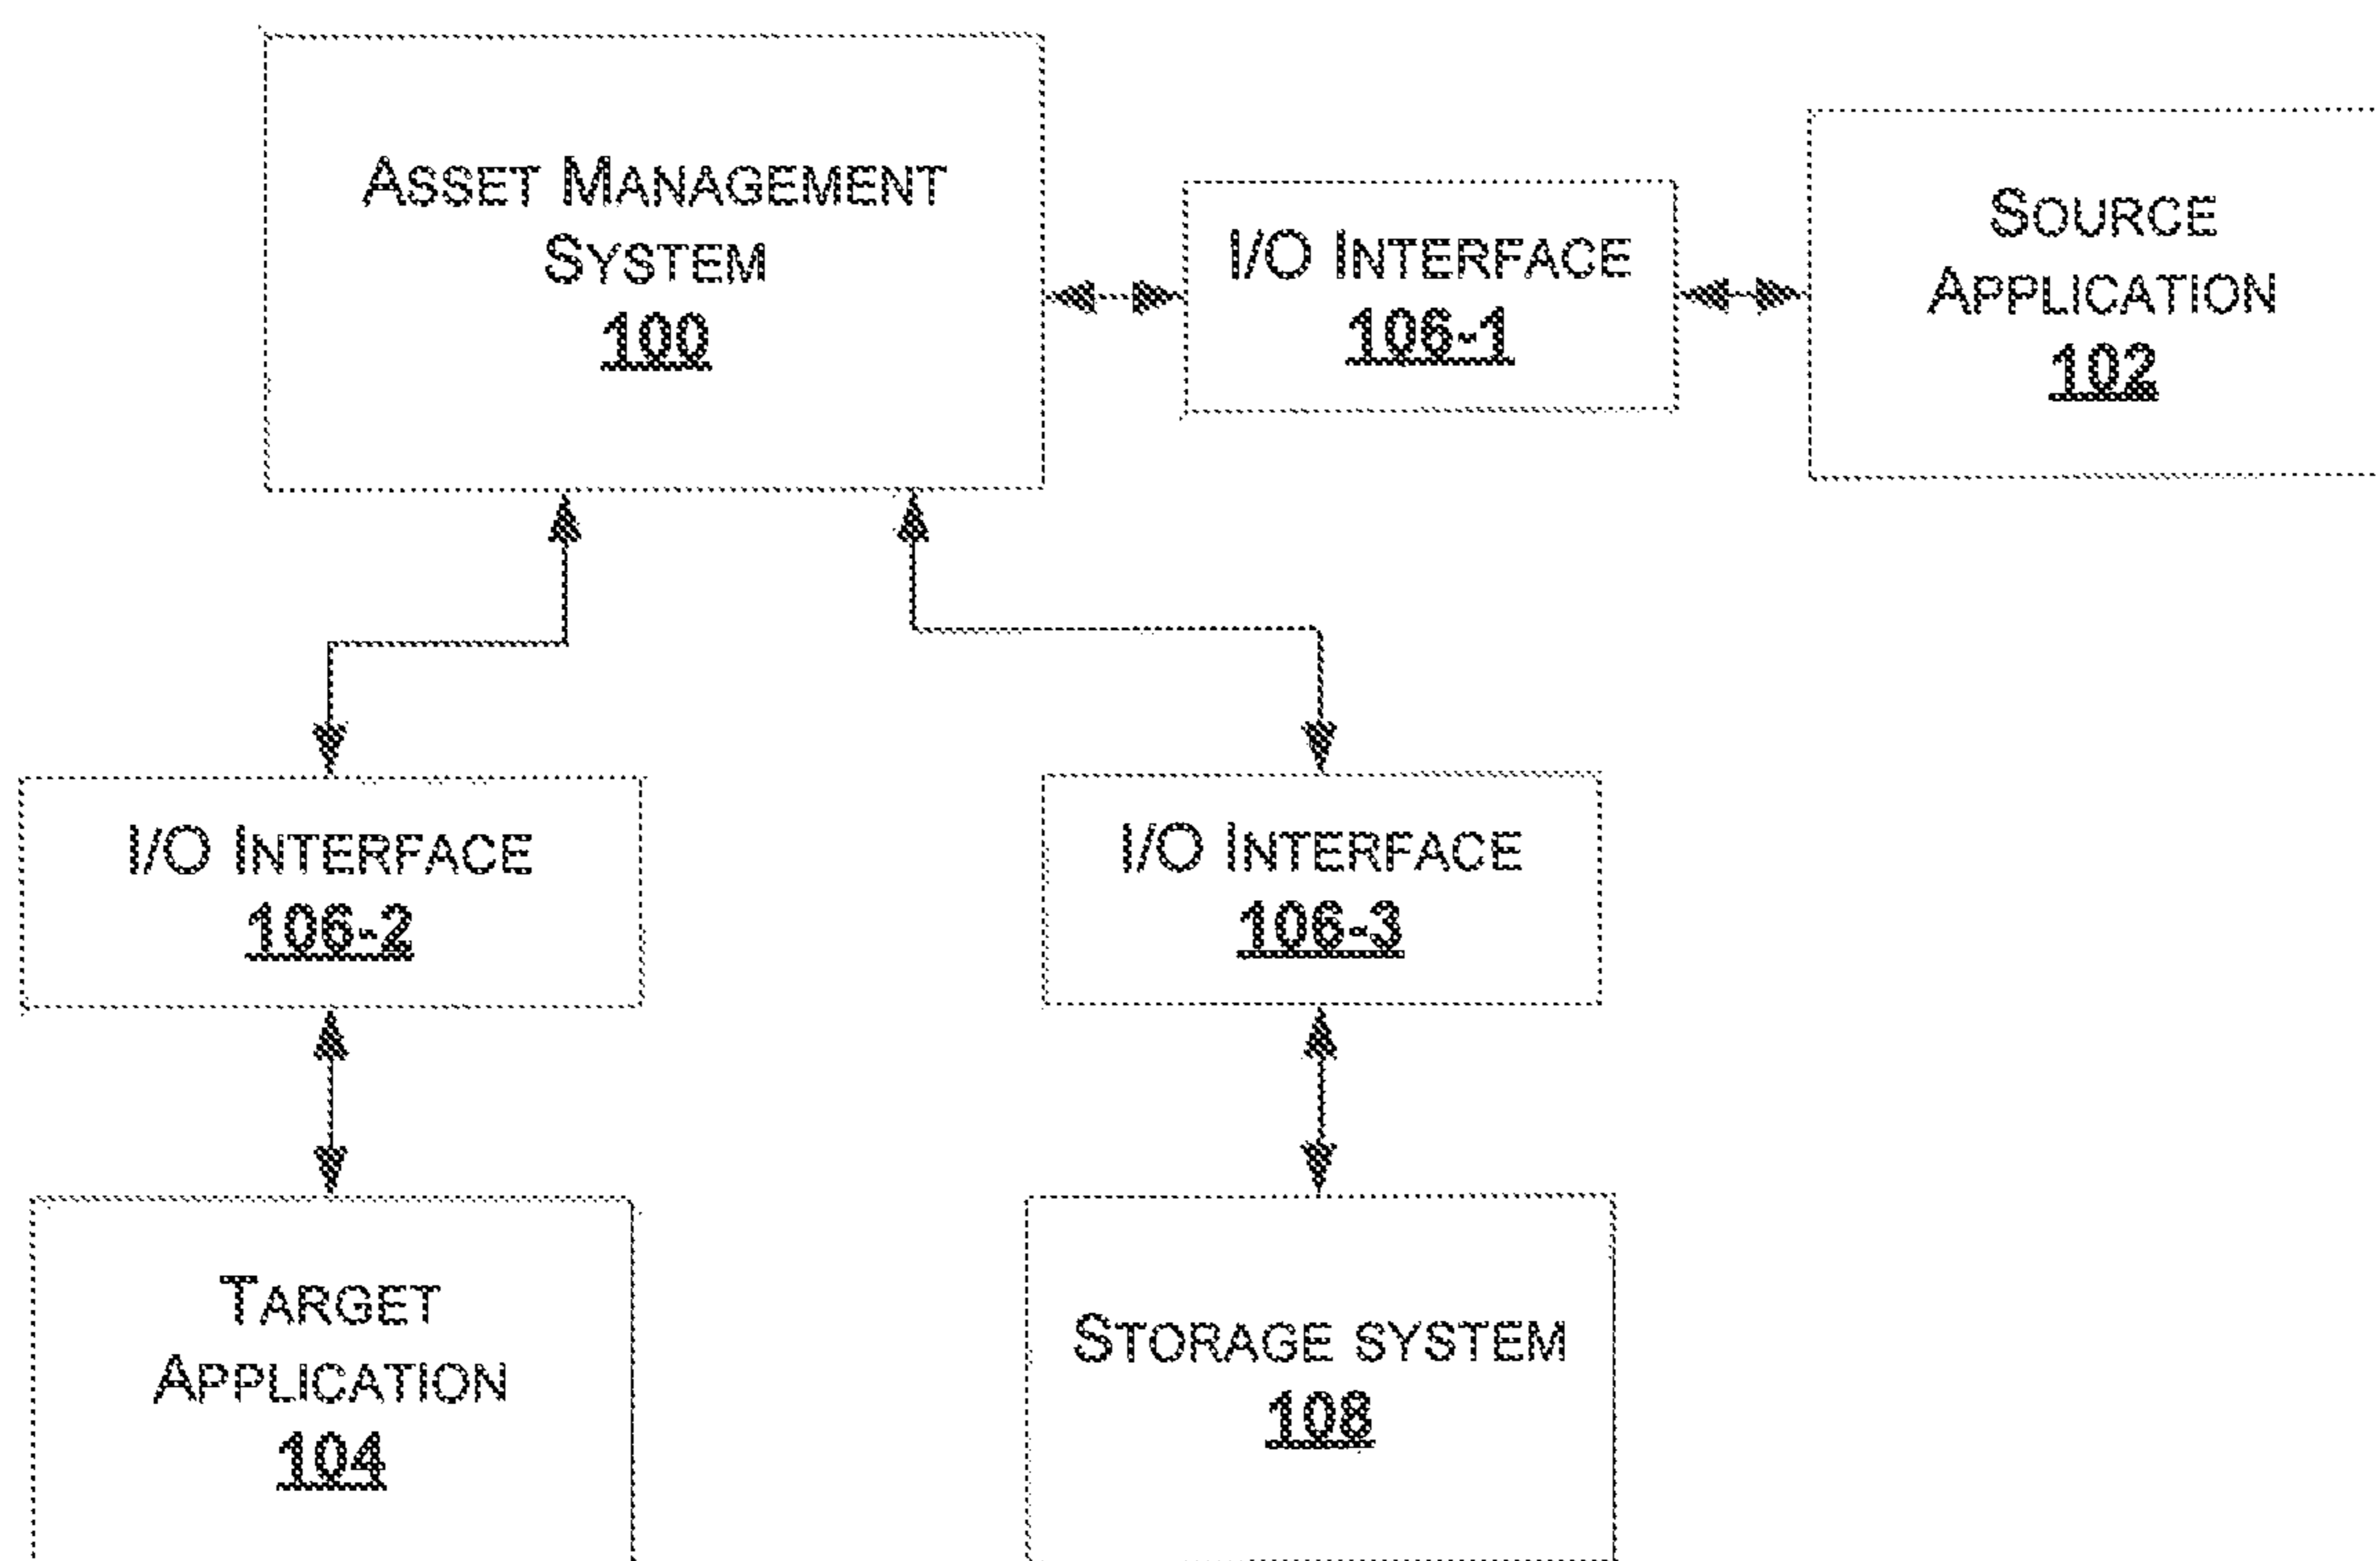 ASSET MANAGEMENT
SYSTEM
100
I/O INTERFACE
106-1
SOURCE
APPLICATION
102
I/O INTERFACE
106-2
I/O INTERFACE
106-3
TARGET
APPLICATION
104
STORAGE SYSTEM
108